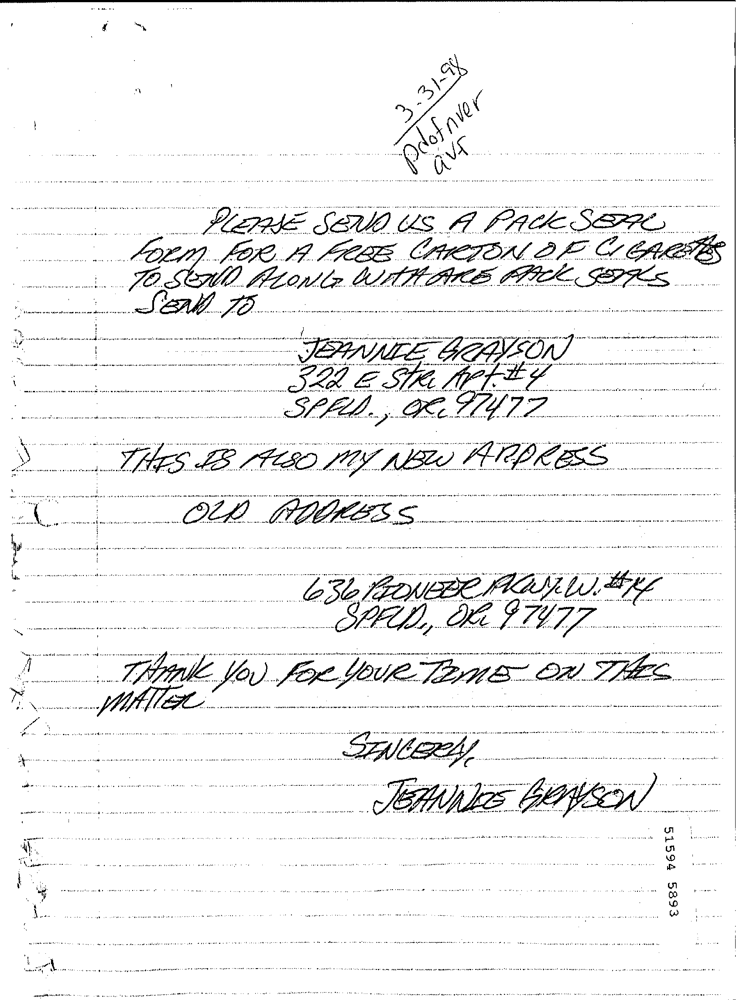 3-31-98
avf
PLEASE SEND US A PACK SEAL
FORM FOR A FREE CARTON OF CIGARETTES
TO SEND ALONG WITH ARE PACK SEALS
SEND TO
JEANNIE GRAYSON
322 E STR. Apt. #4
SPFLD., OR. 97477
THIS IS ALSO MY NEW ADDRESS
OLD ADDRESS
636 PIONEER PKWY. W. #14
SPFLD., OR. 97477
THANK YOU FOR YOUR TIME ON THIS
MATTER
SINCERLY,
JEANNIE GRAYSON
51594 5893